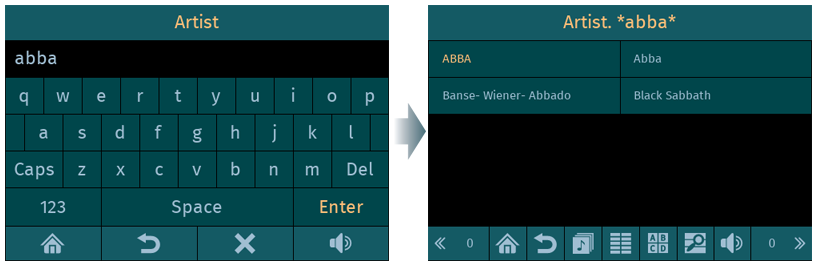 Artist
abba
q w e r t y u i o p
a s d f g h j k l
Caps z x c v b n m Del
123 Space Enter
Artist. *abba*
ABBA Abba
Banse- Wiener- Abbado Black Sabbath
0 A B C D 0